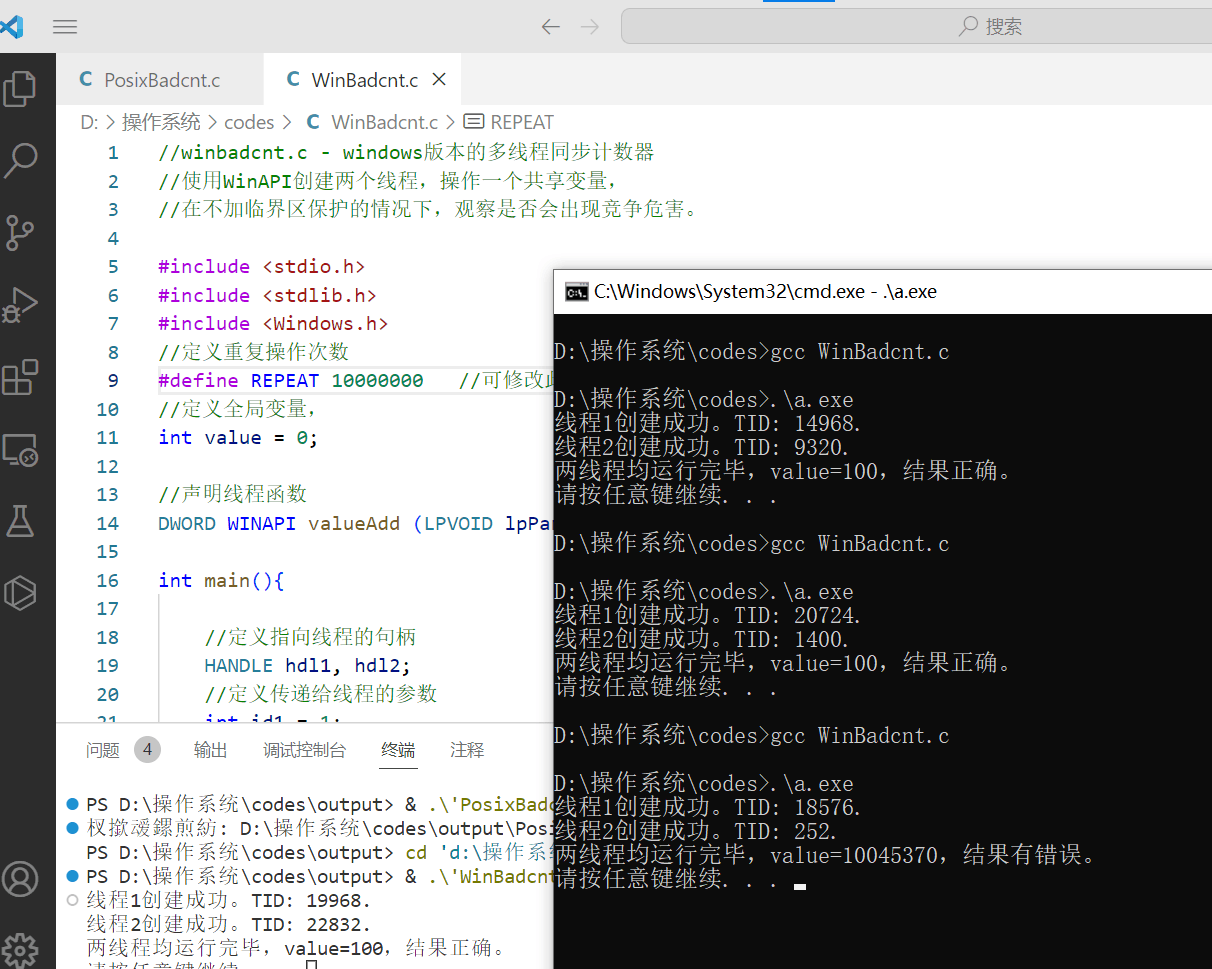 搜索
C PosixBadcnt.c
C WinBadcnt.c
D: > 操作系统 > codes > C WinBadcnt.c > REPEAT
1 //winbadcnt.c - windows版本的多线程同步计数器
2 //使用WinAPI创建两个线程，操作一个共享变量，
3 //在不加临界区保护的情况下，观察是否会出现竞争危害。
4
5 #include <stdio.h>
6 #include <stdlib.h>
7 #include <Windows.h>
8 //定义重复操作次数
9 #define REPEAT 10000000 //可修改
10 //定义全局变量，
11 int value = 0;
12
13 //声明线程函数
14 DWORD WINAPI valueAdd (LPVOID lpPa
15
16 int main(){
17
18 //定义指向线程的句柄
19 HANDLE hdl1, hdl2;
20 //定义传递给线程的参数
21 int id1 = 1;
问题 4 输出 调试控制台 终端 注释
PS D:\操作系统\codes\output> & .\'PosixBadc
D:\操作系统\codes\output\Posi
PS D:\操作系统\codes\output> cd 'd:\操作系
PS D:\操作系统\codes\output> & .\'WinBadcnt
线程1创建成功。TID: 19968.
线程2创建成功。TID: 22832.
两线程均运行完毕，value=100，结果正确。
请按任意键继续. . .
C:\Windows\System32\cmd.exe - .\a.exe
D:\操作系统\codes>gcc WinBadcnt.c
D:\操作系统\codes>.\a.exe
线程1创建成功。TID: 14968.
线程2创建成功。TID: 9320.
两线程均运行完毕，value=100，结果正确。
请按任意键继续. . .
D:\操作系统\codes>gcc WinBadcnt.c
D:\操作系统\codes>.\a.exe
线程1创建成功。TID: 20724.
线程2创建成功。TID: 1400.
两线程均运行完毕，value=100，结果正确。
请按任意键继续. . .
D:\操作系统\codes>gcc WinBadcnt.c
D:\操作系统\codes>.\a.exe
线程1创建成功。TID: 18576.
线程2创建成功。TID: 252.
两线程均运行完毕，value=10045370，结果有错误。
请按任意键继续. . .